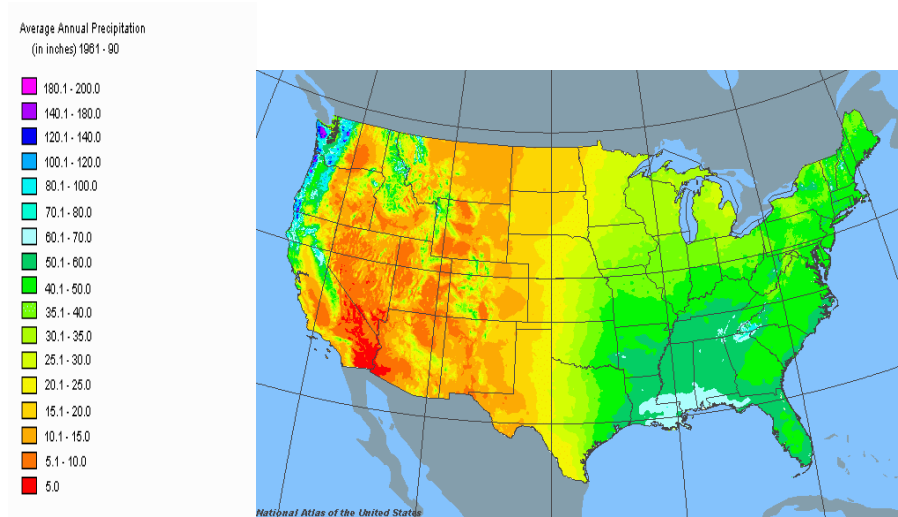 Average Annual Precipitation
(in inches) 1961 - 90
180.1 - 200.0
140.1 - 180.0
120.1 - 140.0
100.1 - 120.0
80.1 - 100.0
70.1 - 80.0
60.1 - 70.0
50.1 - 60.0
40.1 - 50.0
35.1 - 40.0
30.1 - 35.0
25.1 - 30.0
20.1 - 25.0
15.1 - 20.0
10.1 - 15.0
5.1 - 10.0
5.0
National Atlas of the United States